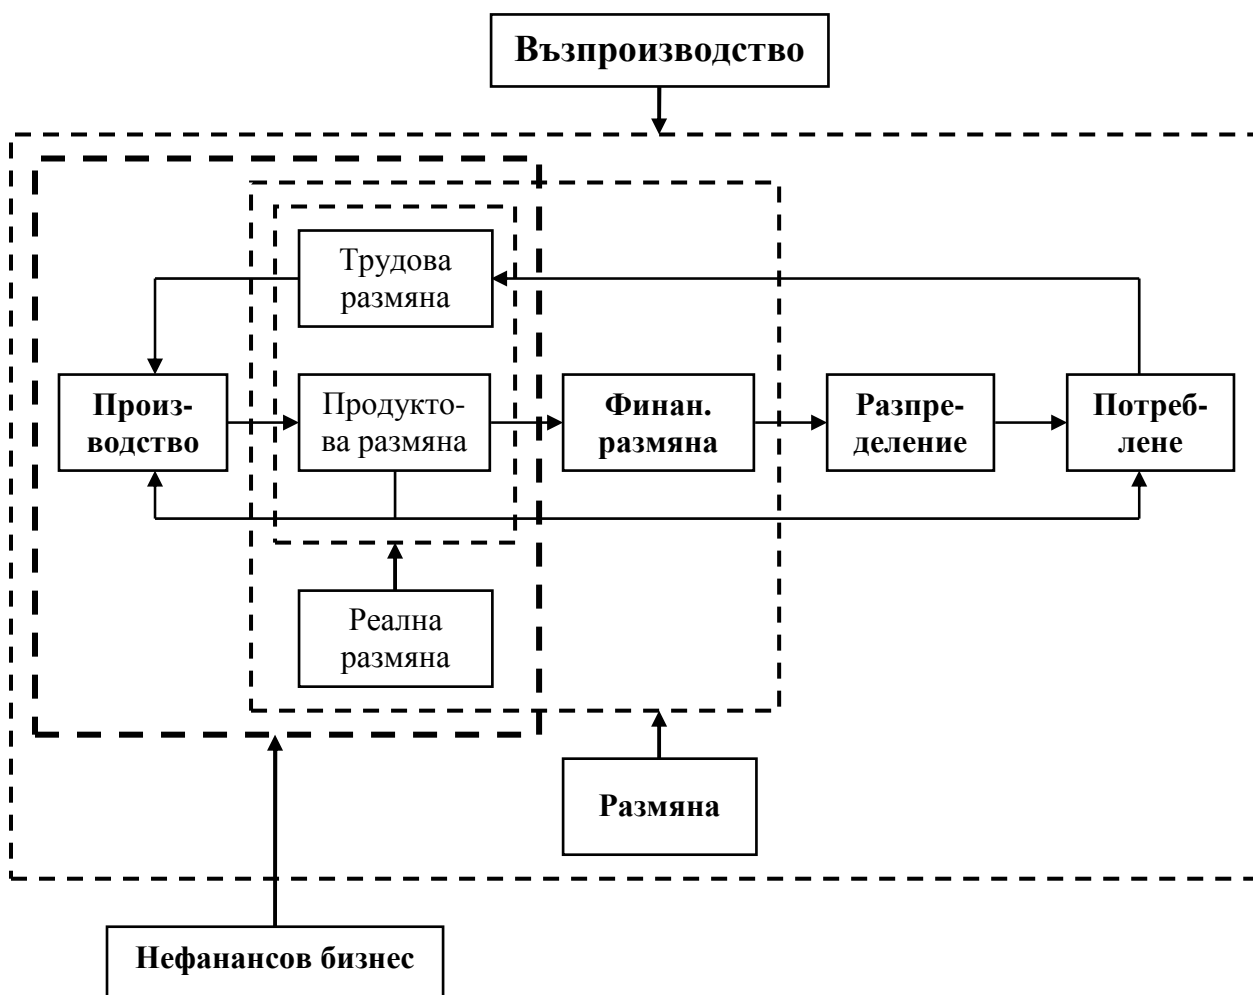 Възпроизводство
Трудова
размяна
Произ-
водство
Продукто-
ва размяна
Финан.
размяна
Разпре-
деление
Потреб-
лене
Реална
размяна
Размяна
Нефанансов бизнес